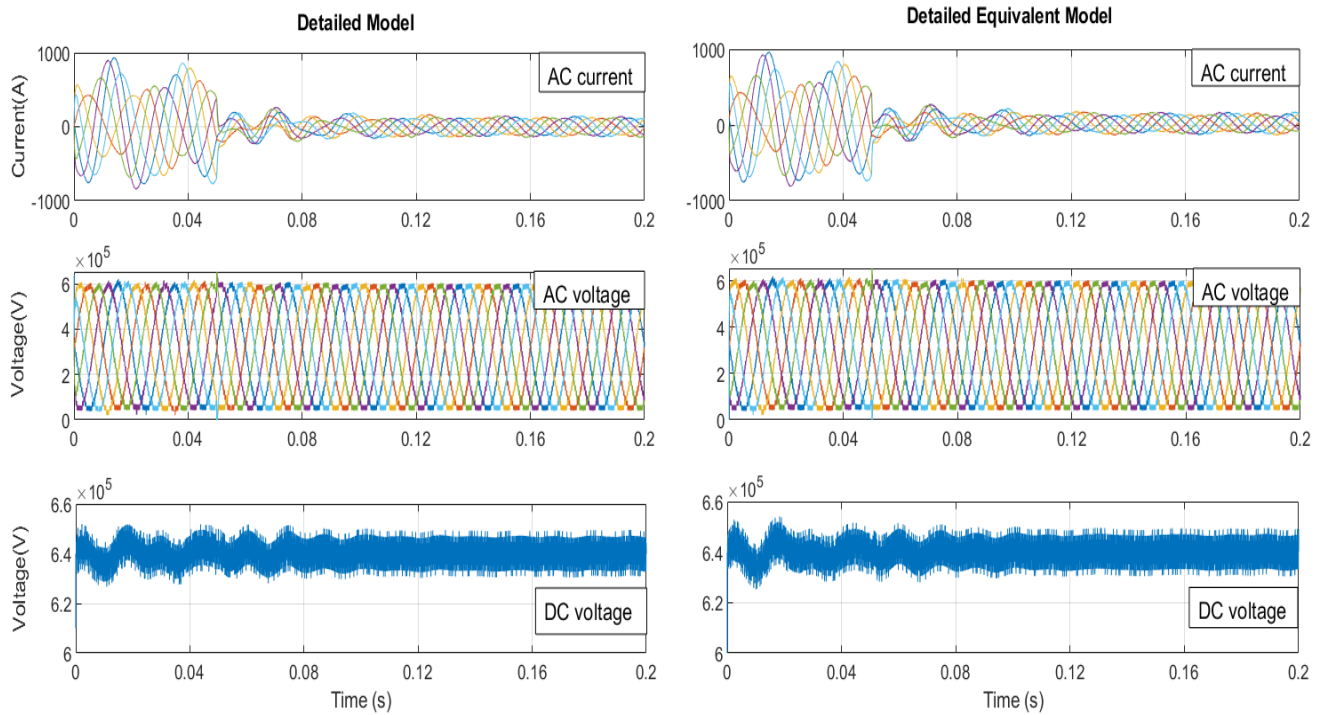 Detailed Model
Detailed Equivalent Model
Current(A)
1000
0
-1000
AC current
0 0.04 0.08 0.12 0.16 0.2
1000
0
-1000
AC current
0 0.04 0.08 0.12 0.16 0.2
Voltage(V)
×10^5
6
4
2
0
AC voltage
0 0.04 0.08 0.12 0.16 0.2
×10^5
6
4
2
0
AC voltage
0 0.04 0.08 0.12 0.16 0.2
Voltage(V)
×10^5
6.6
6.4
6.2
6
DC voltage
0 0.04 0.08 0.12 0.16 0.2
Time (s)
×10^5
6.6
6.4
6.2
6
DC voltage
0 0.04 0.08 0.12 0.16 0.2
Time (s)